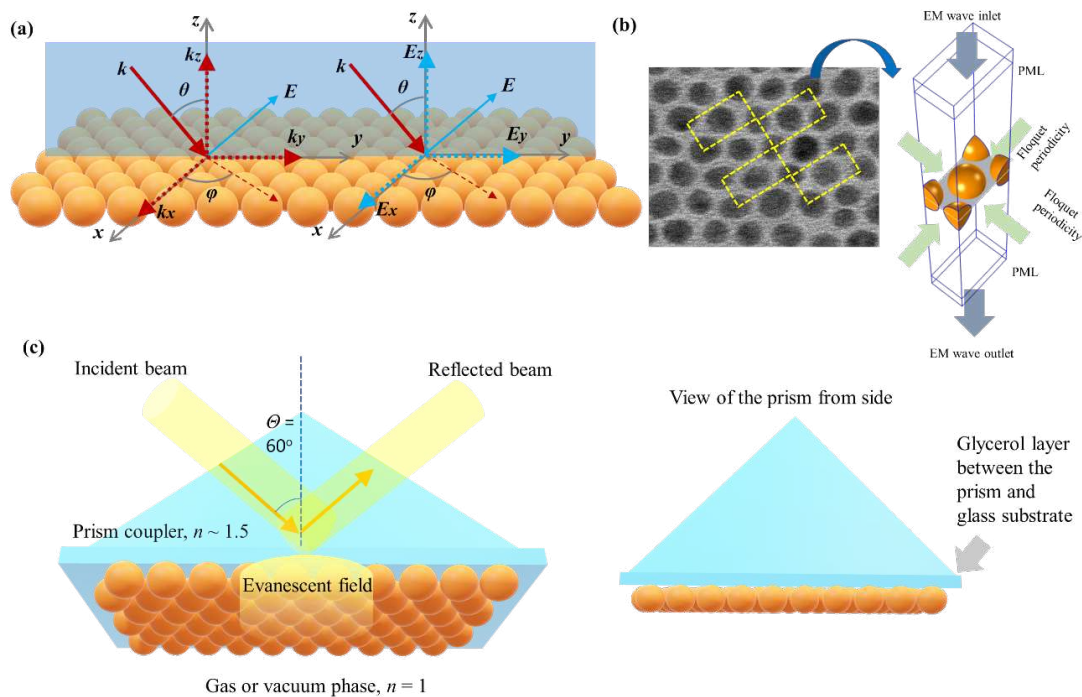 (a)
z
z
kz
Ez
k
θ
E
k
θ
E
ky
y
Ey
y
φ
φ
kx
Ex
x
x
(b)
EM wave inlet
PML
Floquet
periodicity
Floquet
periodicity
PML
EM wave outlet
(c)
Incident beam
Reflected beam
Θ =
60°
Prism coupler, n ~ 1.5
Evanescent field
Gas or vacuum phase, n = 1
View of the prism from side
Glycerol layer
between the
prism and
glass substrate